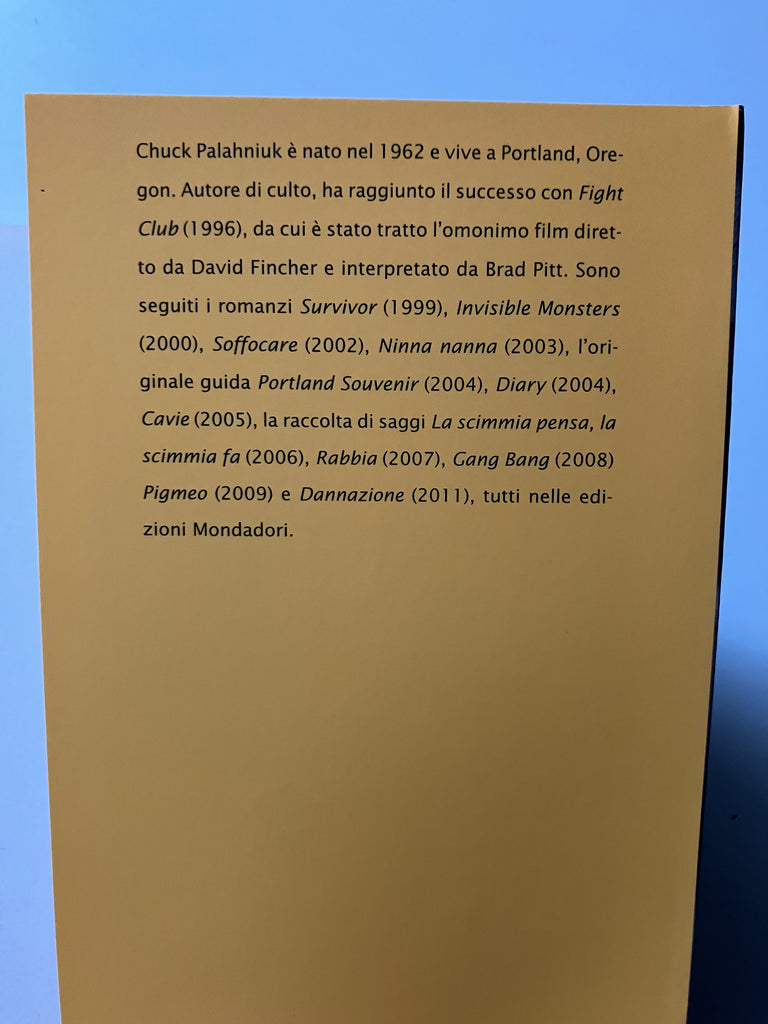 Chuck Palahniuk è nato nel 1962 e vive a Portland, Ore-
gon. Autore di culto, ha raggiunto il successo con Fight
Club (1996), da cui è stato tratto l'omonimo film diret-
to da David Fincher e interpretato da Brad Pitt. Sono
seguiti i romanzi Survivor (1999), Invisible Monsters
(2000), Soffocare (2002), Ninna nanna (2003), l'ori-
ginale guida Portland Souvenir (2004), Diary (2004),
Cavie (2005), la raccolta di saggi La scimmia pensa, la
scimmia fa (2006), Rabbia (2007), Gang Bang (2008)
Pigmeo (2009) e Dannazione (2011), tutti nelle edi-
zioni Mondadori.